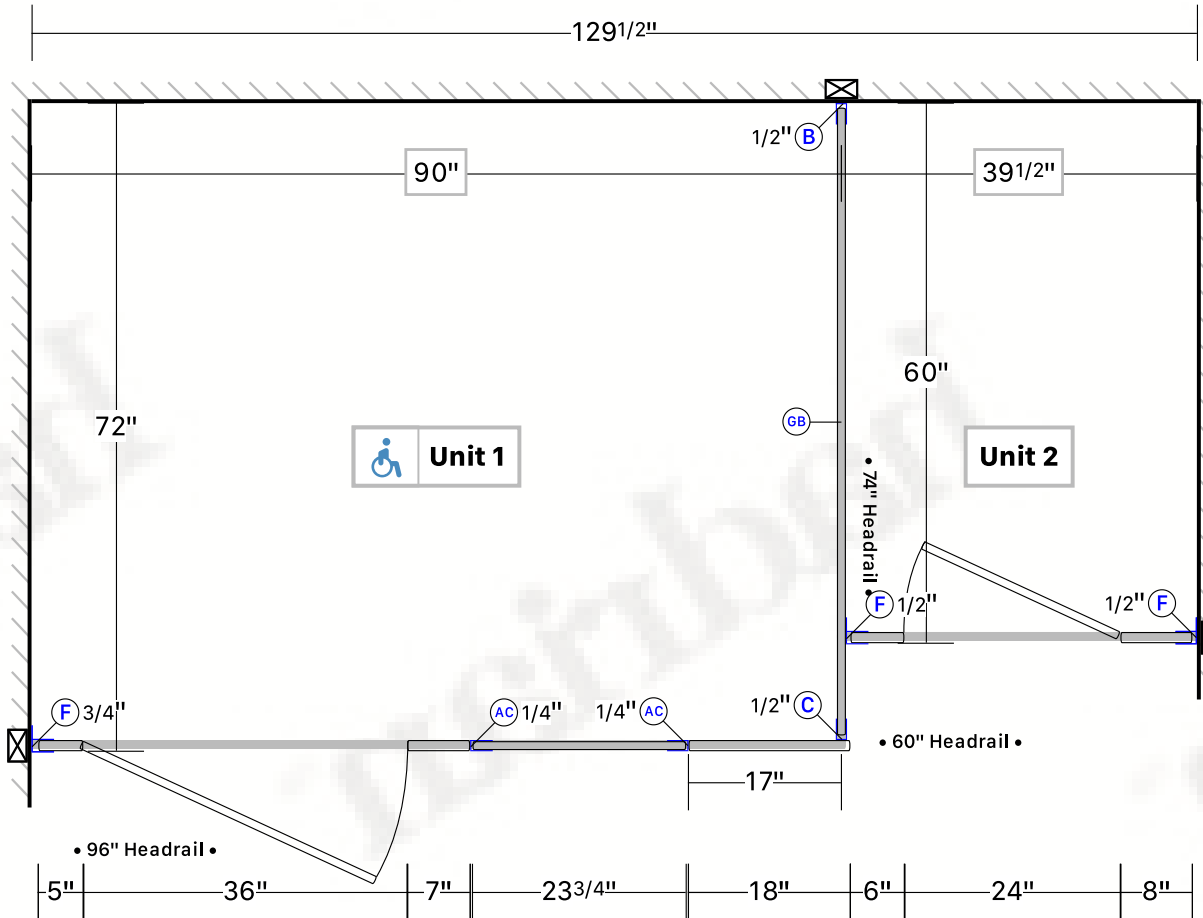 129 1/2"
1/2" B
90"
39 1/2"
60"
72"
GB
Unit 1
Unit 2
• 74" Headrail •
F 1/2"
1/2" F
F 3/4"
AC 1/4"
1/4" AC
1/2" C
• 60" Headrail •
17"
• 96" Headrail •
5"
36"
7"
23 3/4"
18"
6"
24"
8"